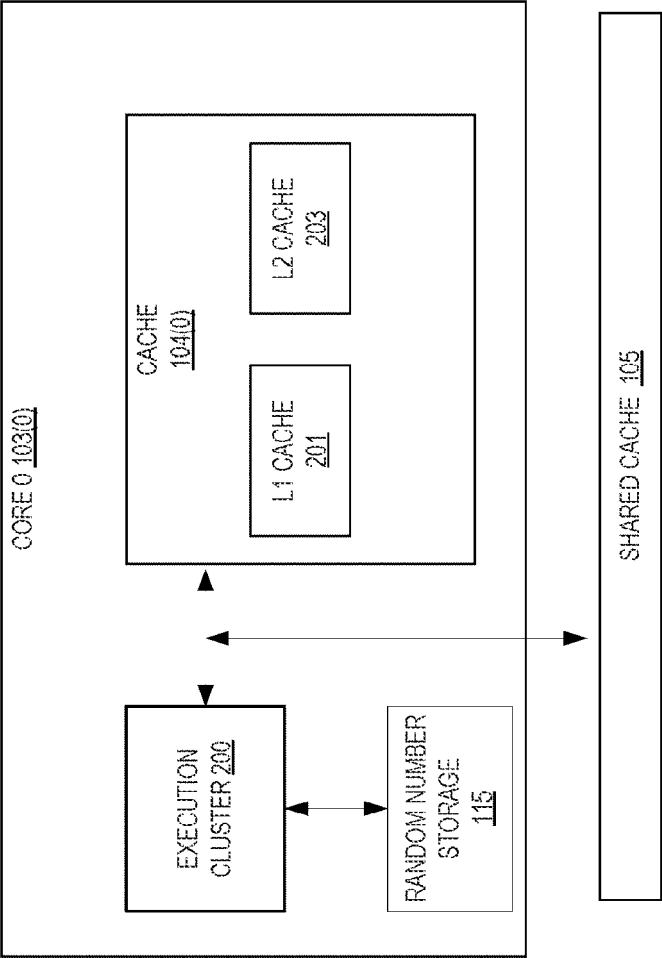 CORE 0 103(0)
CACHE
104(0)
L1 CACHE
201
L2 CACHE
203
EXECUTION
CLUSTER 200
RANDOM NUMBER
STORAGE
115
SHARED CACHE 105